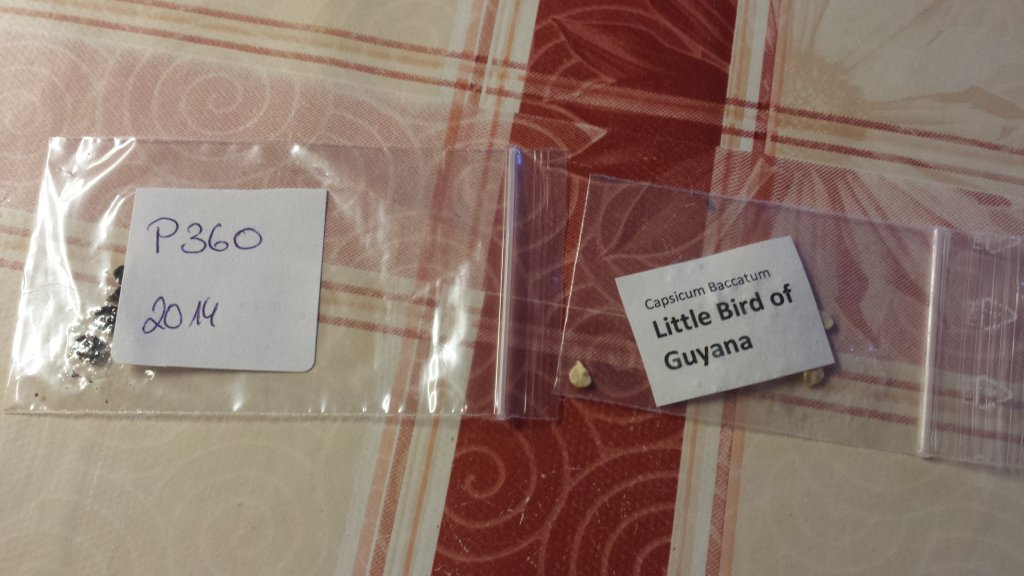 P360
2014
Capsicum Baccatum
Little Bird of
Guyana